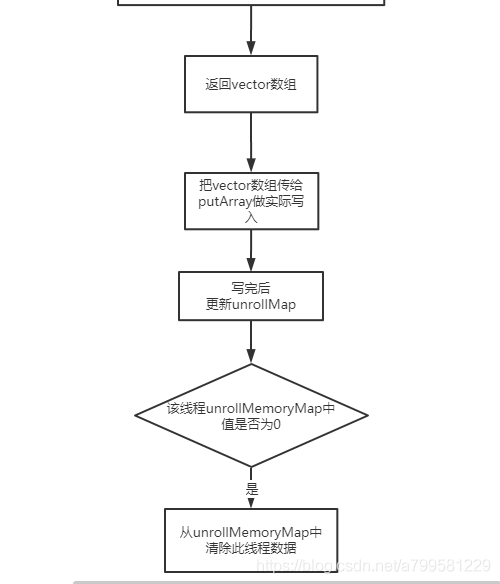 返回vector数组
把vector数组传给
putArray做实际写
入
写完后
更新unrollMap
该线程unrollMemoryMap中
值是否为0
是
从unrollMemoryMap中
清除此线程数据
https://blog.csdn.net/a799581229